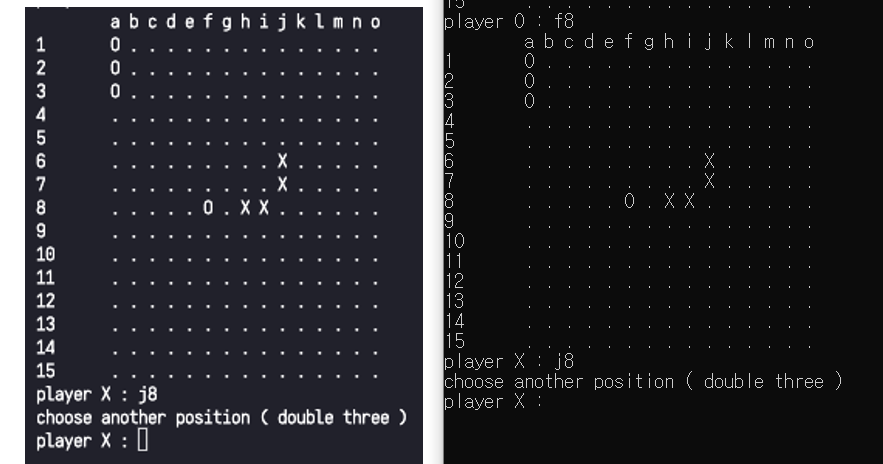 a b c d e f g h i j k l m n o
1 O . . . . . . . . . . . . . .
2 O . . . . . . . . . . . . . .
3 O . . . . . . . . . . . . . .
4 . . . . . . . . . . . . . . .
5 . . . . . . . . . . . . . . .
6 . . . . . . . . . X . . . . .
7 . . . . . . . . . X . . . . .
8 . . . . . O . X X . . . . . .
9 . . . . . . . . . . . . . . .
10 . . . . . . . . . . . . . . .
11 . . . . . . . . . . . . . . .
12 . . . . . . . . . . . . . . .
13 . . . . . . . . . . . . . . .
14 . . . . . . . . . . . . . . .
15 . . . . . . . . . . . . . . .
player X : j8
choose another position ( double three )
player X :
player O : f8
a b c d e f g h i j k l m n o
1 O . . . . . . . . . . . . . .
2 O . . . . . . . . . . . . . .
3 O . . . . . . . . . . . . . .
4 . . . . . . . . . . . . . . .
5 . . . . . . . . . . . . . . .
6 . . . . . . . . . X . . . . .
7 . . . . . . . . . X . . . . .
8 . . . . . O . X X . . . . . .
9 . . . . . . . . . . . . . . .
10 . . . . . . . . . . . . . . .
11 . . . . . . . . . . . . . . .
12 . . . . . . . . . . . . . . .
13 . . . . . . . . . . . . . . .
14 . . . . . . . . . . . . . . .
15 . . . . . . . . . . . . . . .
player X : j8
choose another position ( double three )
player X :